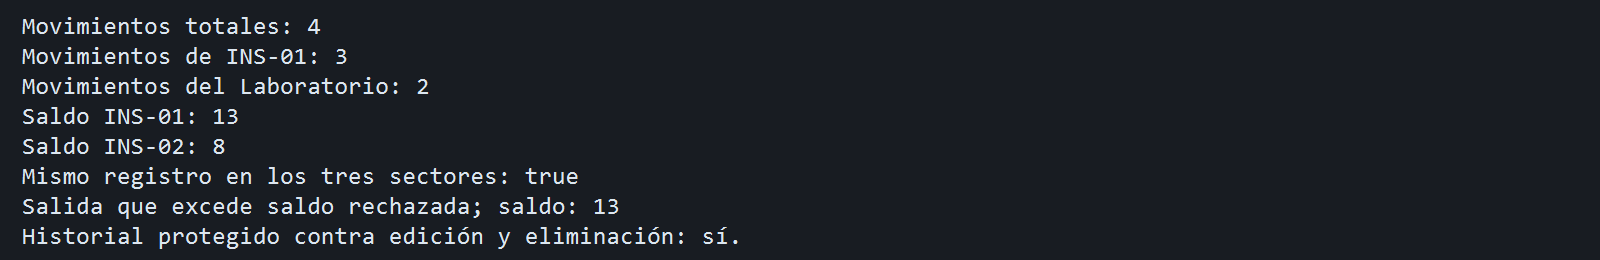 Movimientos totales: 4
Movimientos de INS-01: 3
Movimientos del Laboratorio: 2
Saldo INS-01: 13
Saldo INS-02: 8
Mismo registro en los tres sectores: true
Salida que excede saldo rechazada; saldo: 13
Historial protegido contra edición y eliminación: sí.